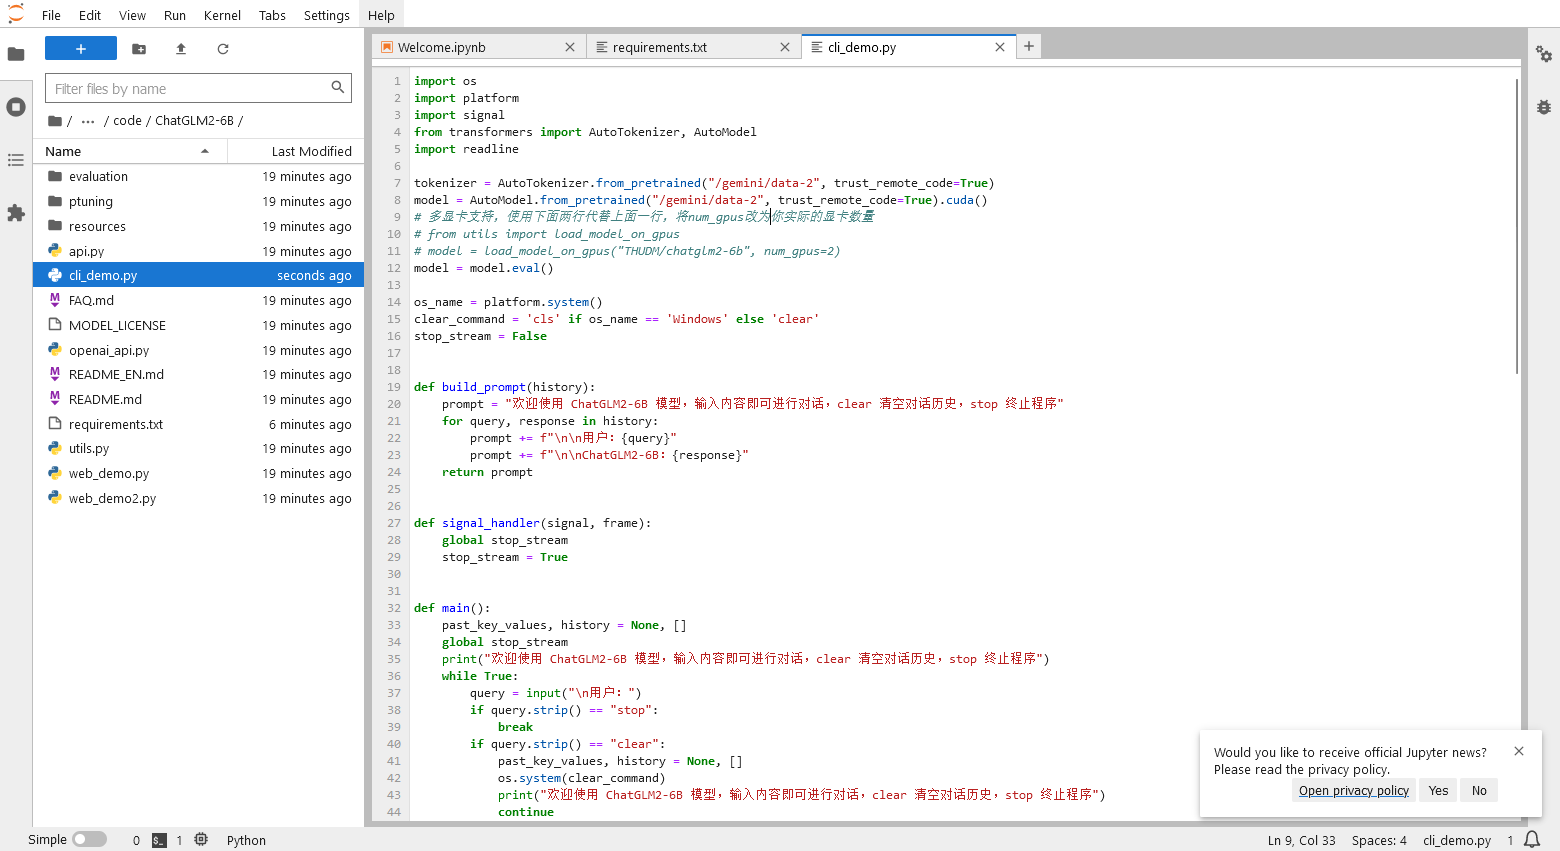 File Edit View Run Kernel Tabs Settings Help
+
Filter files by name
/ ··· / code / ChatGLM2-6B /
Name Last Modified
evaluation 19 minutes ago
ptuning 19 minutes ago
resources 19 minutes ago
api.py 19 minutes ago
cli_demo.py seconds ago
FAQ.md 19 minutes ago
MODEL_LICENSE 19 minutes ago
openai_api.py 19 minutes ago
README_EN.md 19 minutes ago
README.md 19 minutes ago
requirements.txt 6 minutes ago
utils.py 19 minutes ago
web_demo.py 19 minutes ago
web_demo2.py 19 minutes ago
Welcome.ipynb requirements.txt cli_demo.py
1 import os
2 import platform
3 import signal
4 from transformers import AutoTokenizer, AutoModel
5 import readline
6
7 tokenizer = AutoTokenizer.from_pretrained("/gemini/data-2", trust_remote_code=True)
8 model = AutoModel.from_pretrained("/gemini/data-2", trust_remote_code=True).cuda()
9 # 多显卡支持，使用下面两行代替上面一行，将num_gpus改为你实际的显卡数量
10 # from utils import load_model_on_gpus
11 # model = load_model_on_gpus("THUDM/chatglm2-6b", num_gpus=2)
12 model = model.eval()
13
14 os_name = platform.system()
15 clear_command = 'cls' if os_name == 'Windows' else 'clear'
16 stop_stream = False
17
18
19 def build_prompt(history):
20     prompt = "欢迎使用 ChatGLM2-6B 模型，输入内容即可进行对话，clear 清空对话历史，stop 终止程序"
21     for query, response in history:
22         prompt += f"\n\n用户：{query}"
23         prompt += f"\n\nChatGLM2-6B：{response}"
24     return prompt
25
26
27 def signal_handler(signal, frame):
28     global stop_stream
29     stop_stream = True
30
31
32 def main():
33     past_key_values, history = None, []
34     global stop_stream
35     print("欢迎使用 ChatGLM2-6B 模型，输入内容即可进行对话，clear 清空对话历史，stop 终止程序")
36     while True:
37         query = input("\n用户：")
38         if query.strip() == "stop":
39             break
40         if query.strip() == "clear":
41             past_key_values, history = None, []
42             os.system(clear_command)
43             print("欢迎使用 ChatGLM2-6B 模型，输入内容即可进行对话，clear 清空对话历史，stop 终止程序")
44             continue
Would you like to receive official Jupyter news?
Please read the privacy policy.
Open privacy policy Yes No
Simple 0 $_ 1 Python Ln 9, Col 33 Spaces: 4 cli_demo.py 1